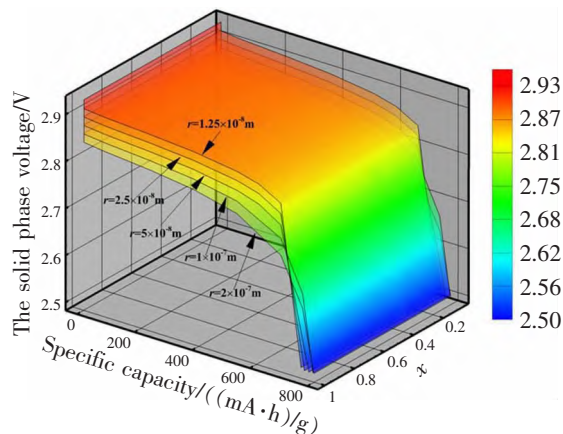 The solid phase voltage/V
2.9
2.8
2.7
2.6
2.5
r=1.25×10⁻⁸m
r=2.5×10⁻⁸m
r=5×10⁻⁸m
r=1×10⁻⁷m
r=2×10⁻⁷m
0
200
400
600
800
Specific capacity/((mA·h)/g)
1
0.8
0.6
0.4
0.2
x
2.93
2.87
2.81
2.75
2.68
2.62
2.56
2.50